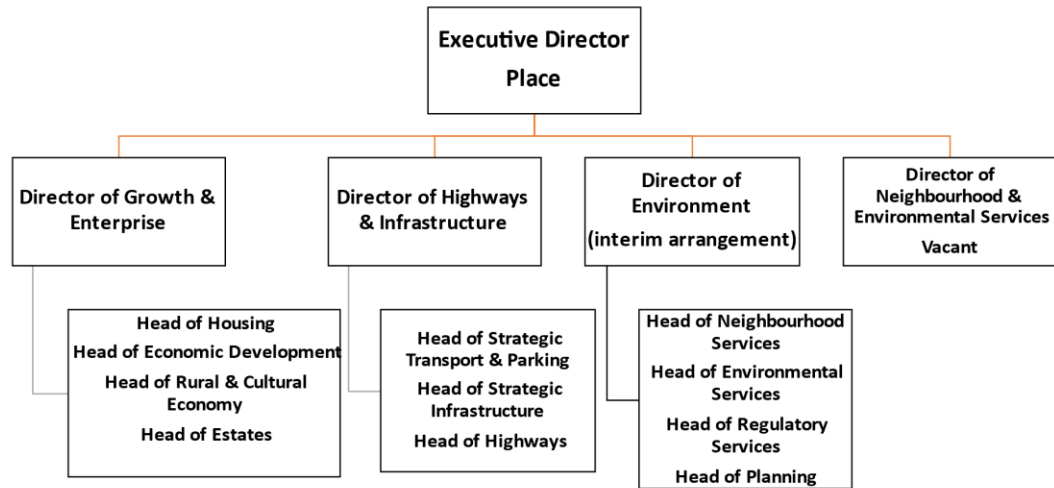 Executive Director
Place
Director of Growth &
Enterprise
Director of Highways
& Infrastructure
Director of
Environment
(interim arrangement)
Director of
Neighbourhood &
Environmental Services
Vacant
Head of Housing
Head of Economic Development
Head of Rural & Cultural
Economy
Head of Estates
Head of Strategic
Transport & Parking
Head of Strategic
Infrastructure
Head of Highways
Head of Neighbourhood
Services
Head of Environmental
Services
Head of Regulatory
Services
Head of Planning